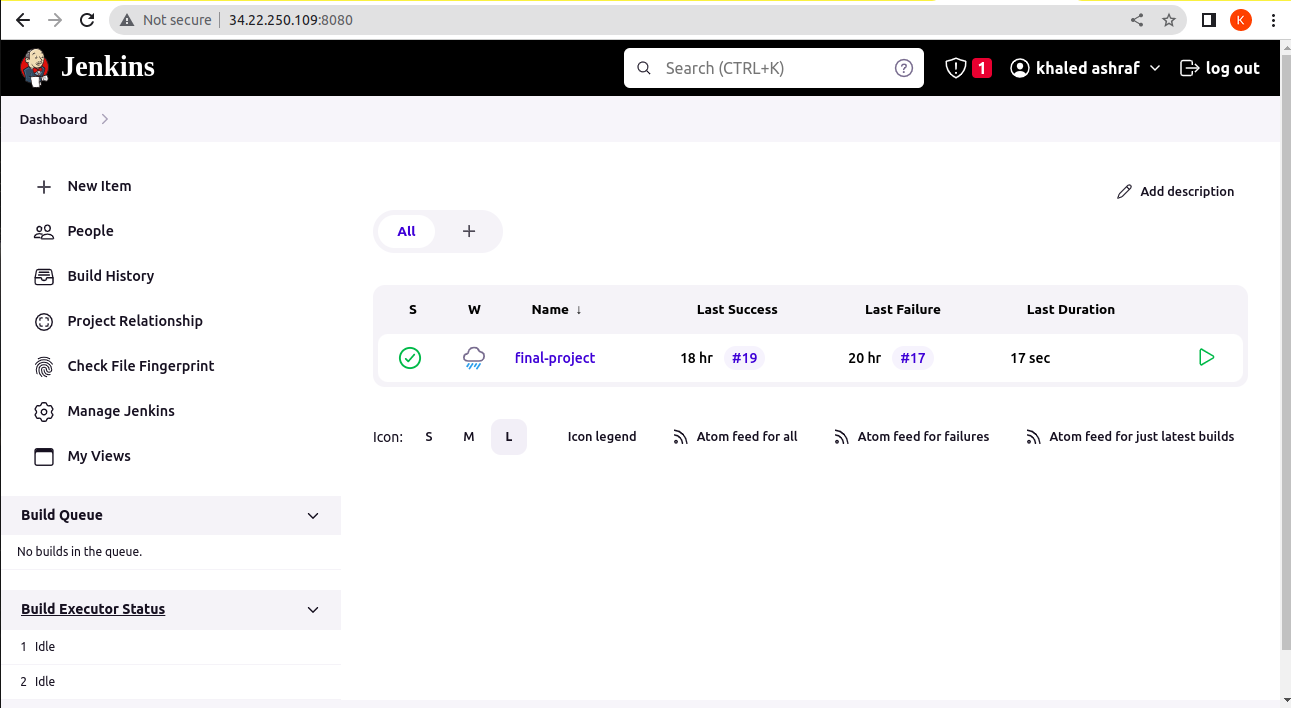 Not secure 34.22.250.109:8080 K
Jenkins Search (CTRL+K) ? 1 khaled ashraf log out
Dashboard
New Item
Add description
People
All +
Build History
S W Name ↓ Last Success Last Failure Last Duration
Project Relationship
final-project 18 hr #19 20 hr #17 17 sec
Check File Fingerprint
Manage Jenkins
Icon: S M L Icon legend Atom feed for all Atom feed for failures Atom feed for just latest builds
My Views
Build Queue
No builds in the queue.
Build Executor Status
1 Idle
2 Idle